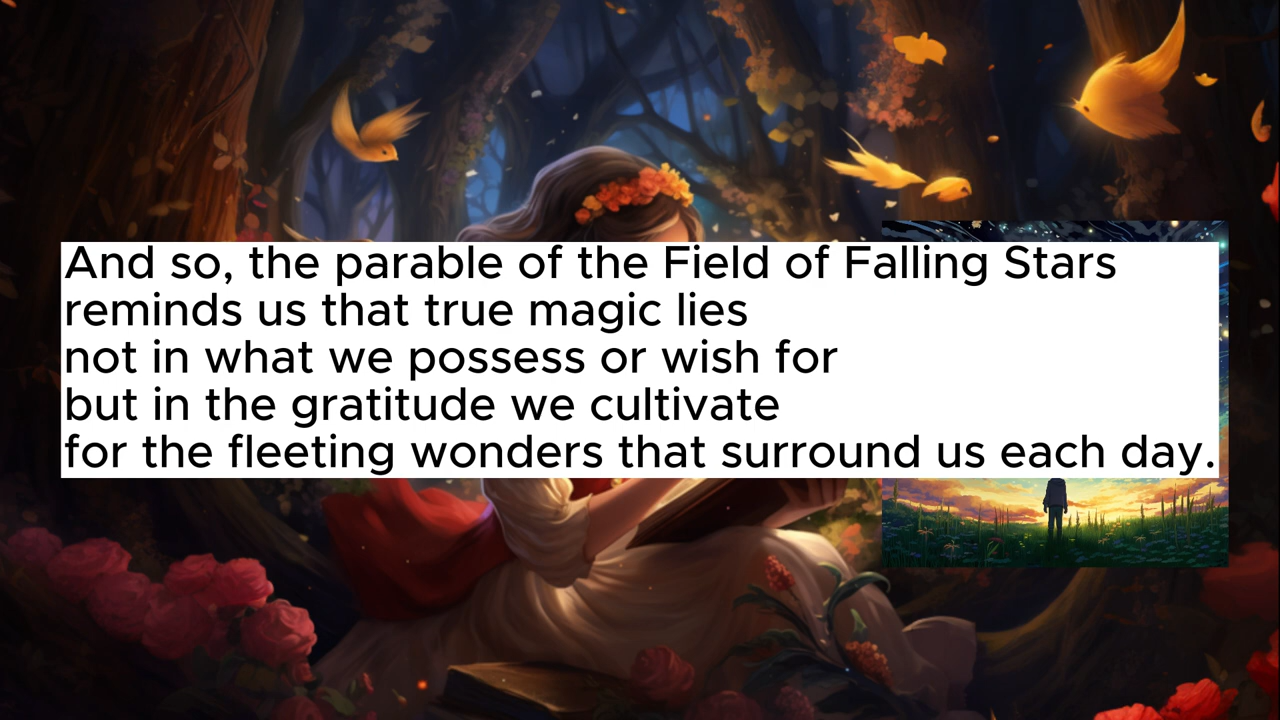 And so, the parable of the Field of Falling Stars
reminds us that true magic lies
not in what we possess or wish for
but in the gratitude we cultivate
for the fleeting wonders that surround us each day.